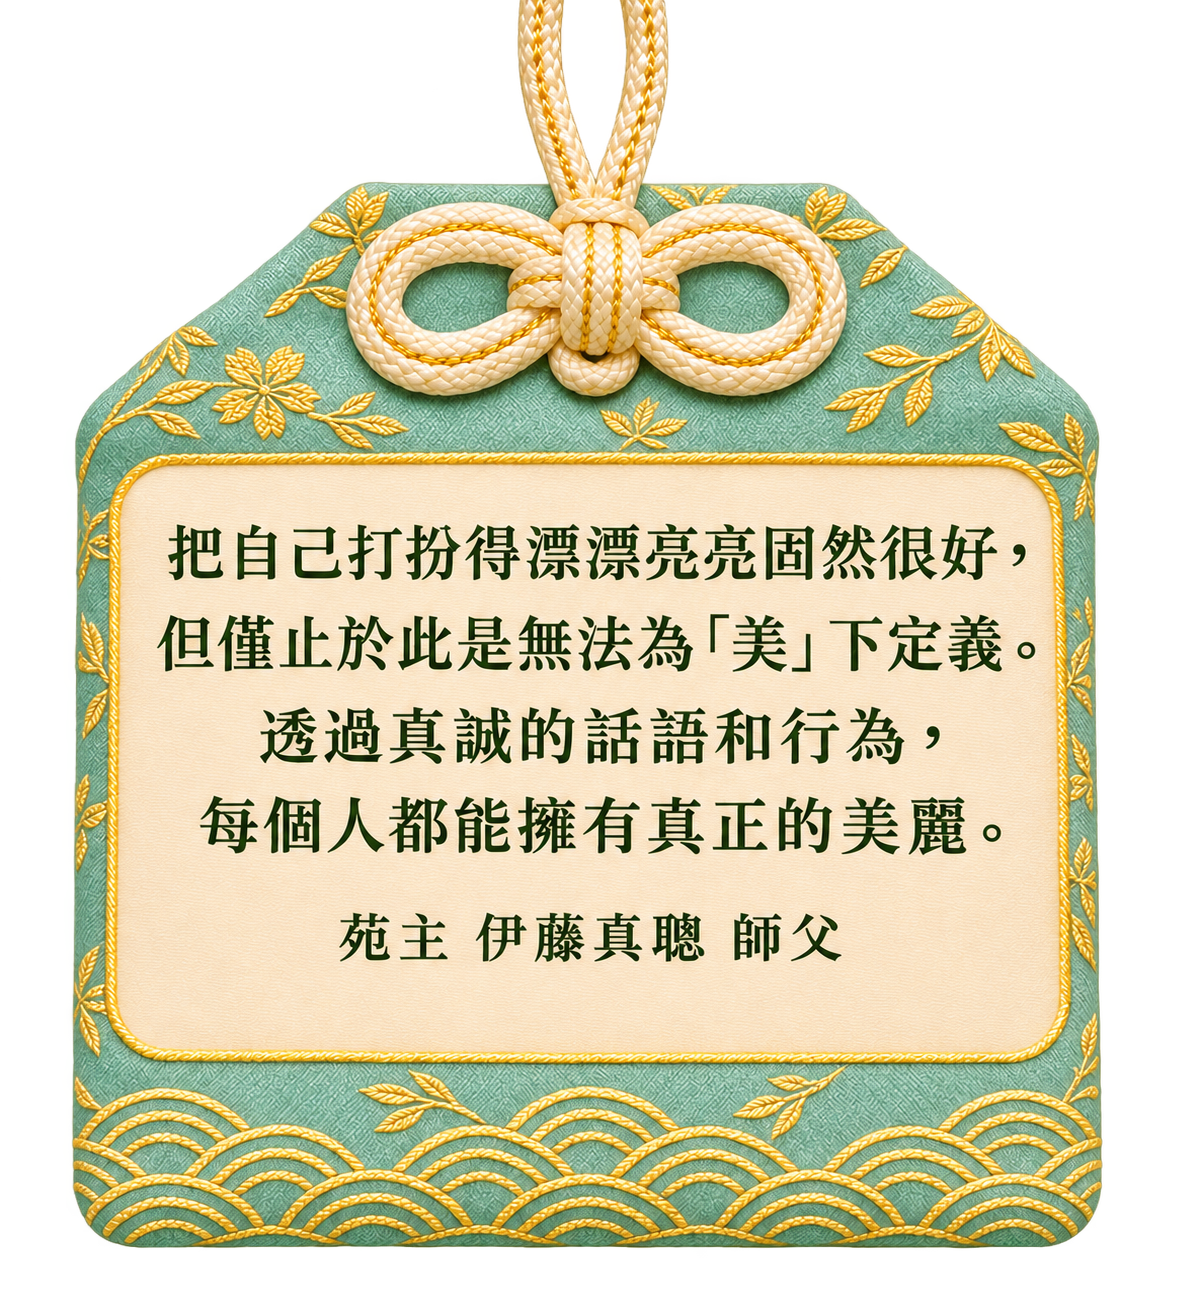 把自己打扮得漂漂亮亮固然很好，
但僅止於此是無法為「美」下定義。
透過真誠的話語和行為，
每個人都能擁有真正的美麗。
苑主 伊藤真聰 師父